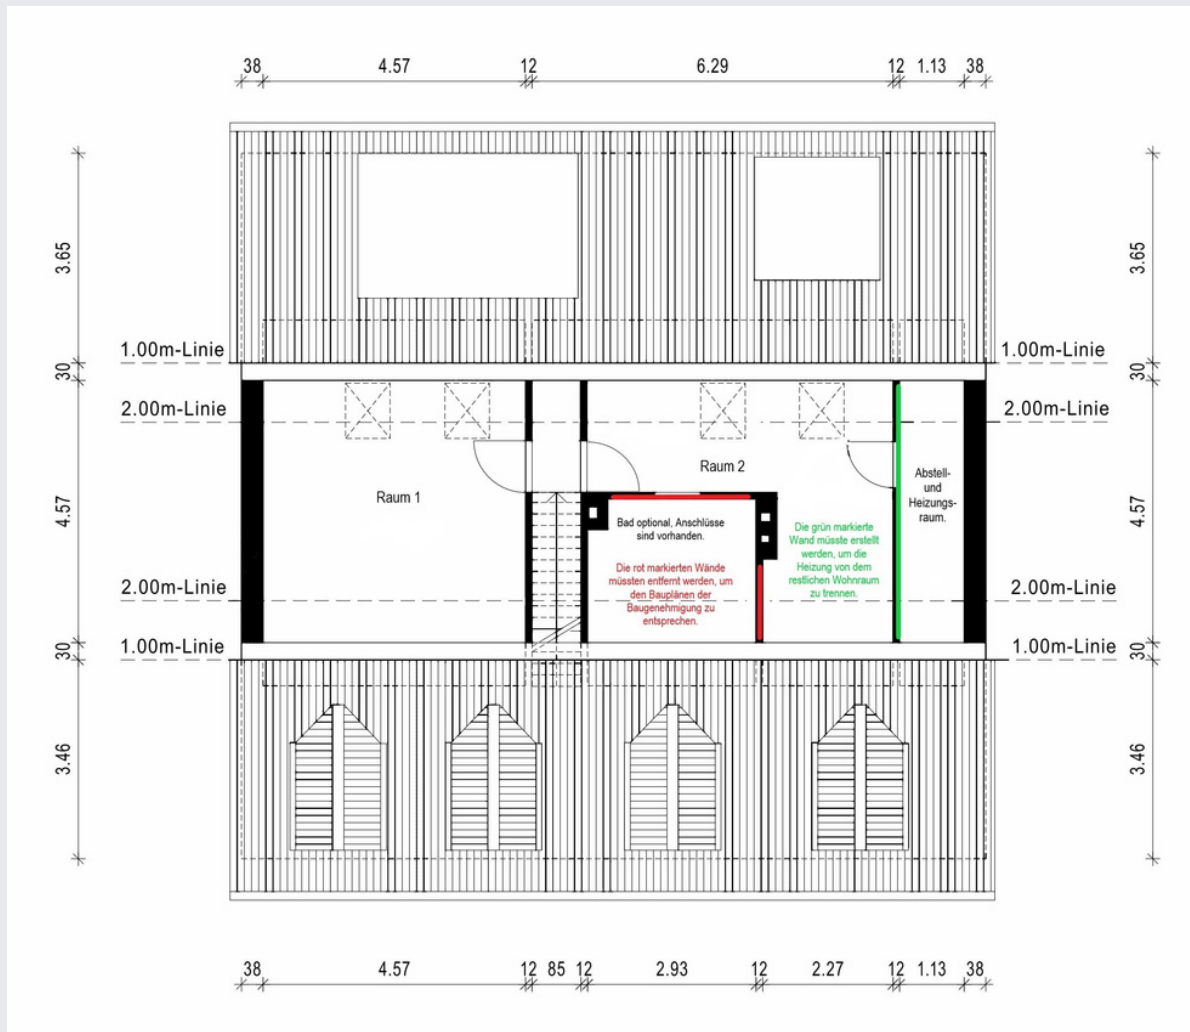 38 4.57 12 6.29 12 1.13 38
3.65 3.65
1.00m-Linie 1.00m-Linie
30 30
2.00m-Linie 2.00m-Linie
Raum 1
Raum 2
Abstell-
und
Heizungs-
raum.
4.57 4.57
Bad optional, Anschlüsse
sind vorhanden.
Die rot markierten Wände
müssten entfernt werden, um
den Bauplänen der
Baugenehmigung zu
entsprechen.
Die grün markierte
Wand müsste erstellt
werden, um die
Heizung von dem
restlichen Wohnraum
zu trennen.
2.00m-Linie 2.00m-Linie
1.00m-Linie 1.00m-Linie
30 30
3.46 3.46
38 4.57 12 85 12 2.93 12 2.27 12 1.13 38